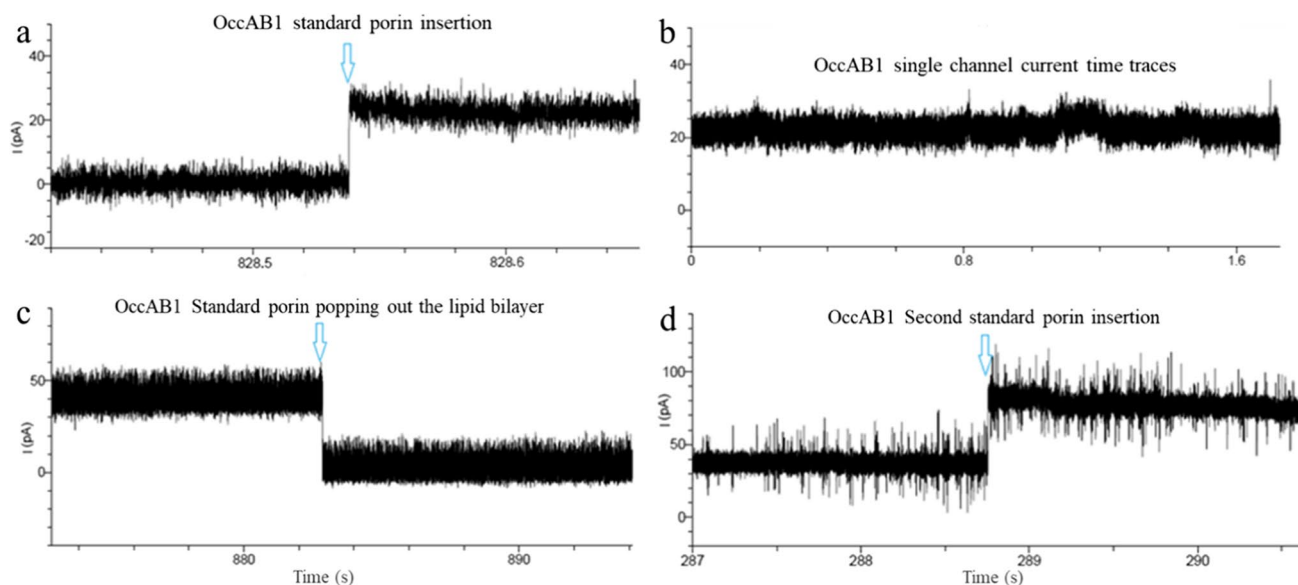 a
OccAB1 standard porin insertion
40
20
0
-20
I (pA)
828.5
828.6
b
OccAB1 single channel current time traces
40
20
0
I (pA)
0
0.8
1.6
c
OccAB1 Standard porin popping out the lipid bilayer
50
0
I (pA)
880
890
Time (s)
d
OccAB1 Second standard porin insertion
100
50
0
I (pA)
287
288
289
290
Time (s)